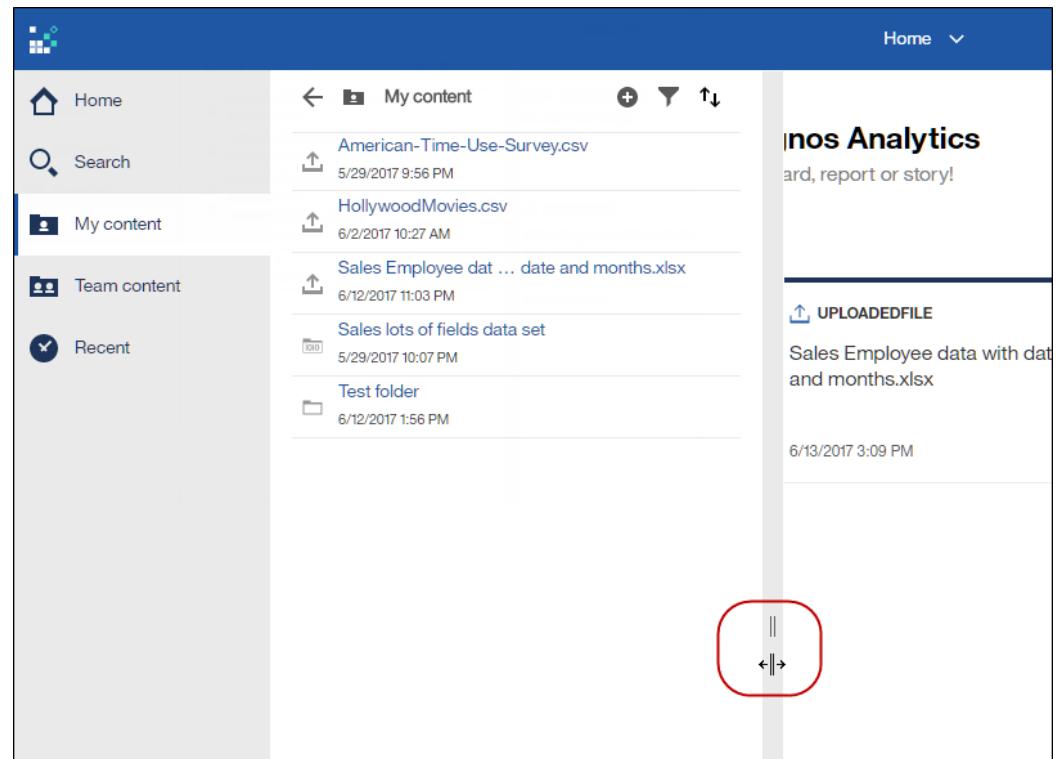 Home
Home
Search
My content
Team content
Recent
My content
American-Time-Use-Survey.csv
5/29/2017 9:56 PM
HollywoodMovies.csv
6/2/2017 10:27 AM
Sales Employee dat … date and months.xlsx
6/12/2017 11:03 PM
Sales lots of fields data set
5/29/2017 10:07 PM
Test folder
6/12/2017 1:56 PM
nos Analytics
ard, report or story!
UPLOADEDFILE
Sales Employee data with dat
and months.xlsx
6/13/2017 3:09 PM